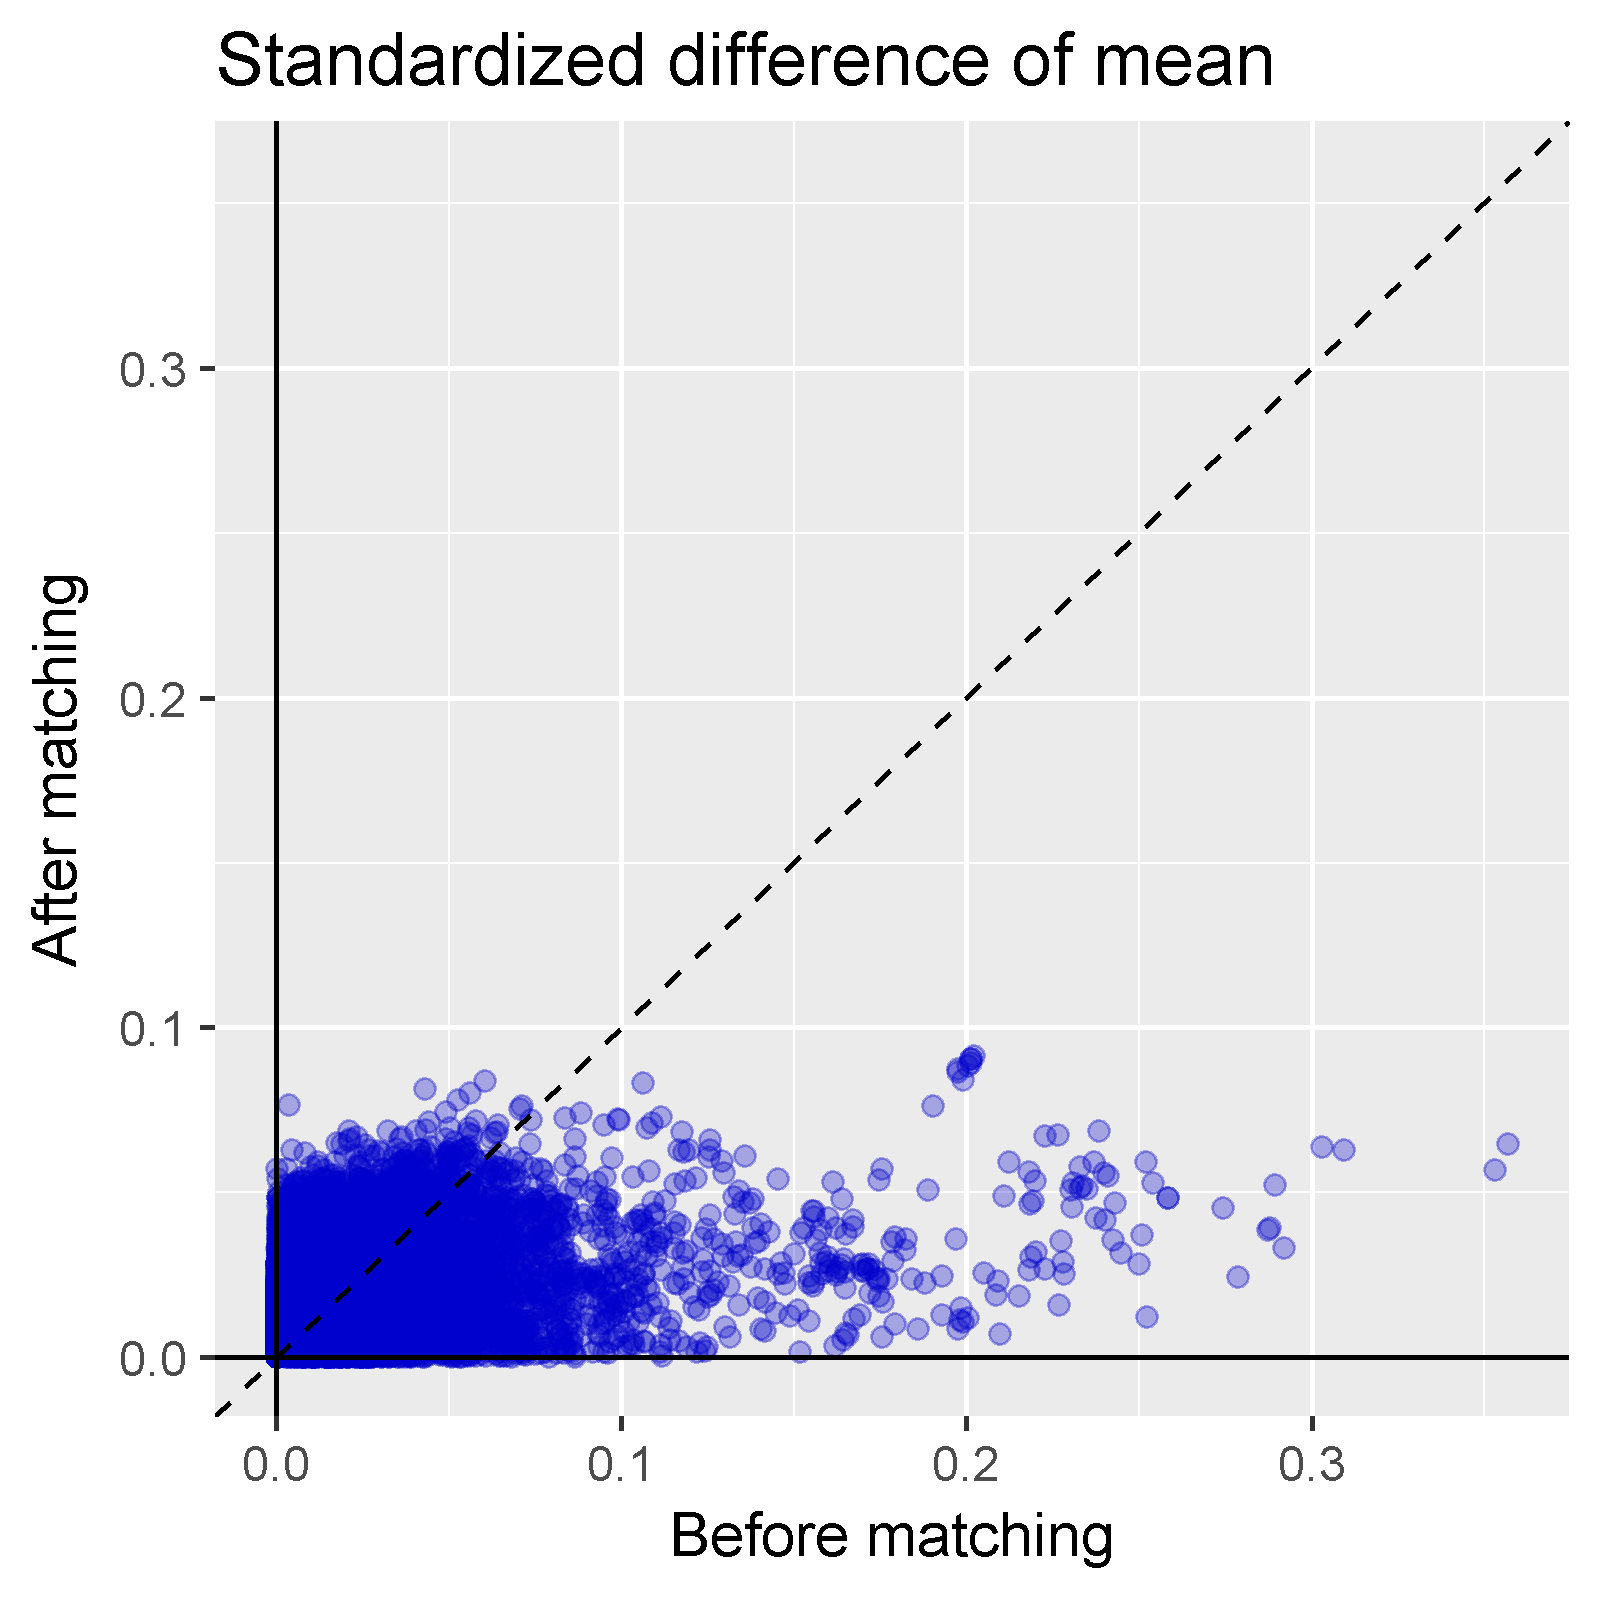 Standardized difference of mean
After matching
0.3
0.2
0.1
0.0
0.0 0.1 0.2 0.3
Before matching